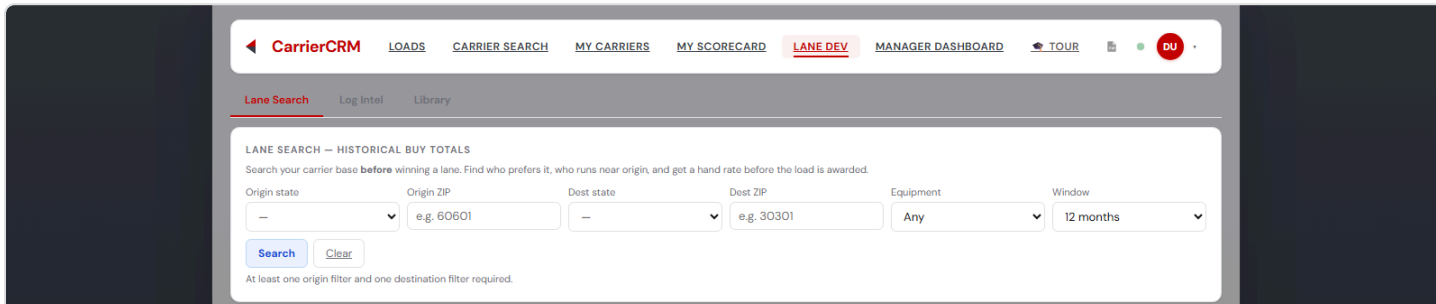 CarrierCRM LOADS CARRIER SEARCH MY CARRIERS MY SCORECARD LANE DEV MANAGER DASHBOARD 🎓 TOUR DU
Lane Search Log Intel Library
LANE SEARCH — HISTORICAL BUY TOTALS
Search your carrier base before winning a lane. Find who prefers it, who runs near origin, and get a hand rate before the load is awarded.
Origin state Origin ZIP Dest state Dest ZIP Equipment Window
— e.g. 60601 — e.g. 30301 Any 12 months
Search Clear
At least one origin filter and one destination filter required.